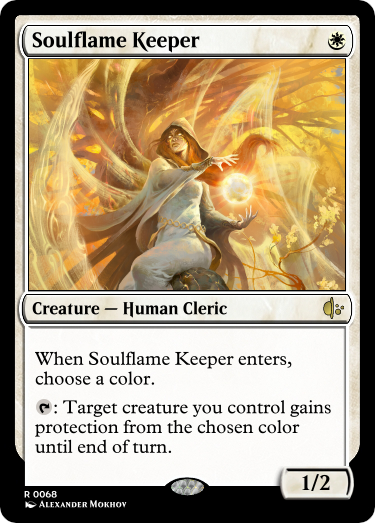 Soulflame Keeper
Creature — Human Cleric
When Soulflame Keeper enters,
choose a color.
: Target creature you control gains
protection from the chosen color
until end of turn.
1/2
R 0068
Alexander Mokhov